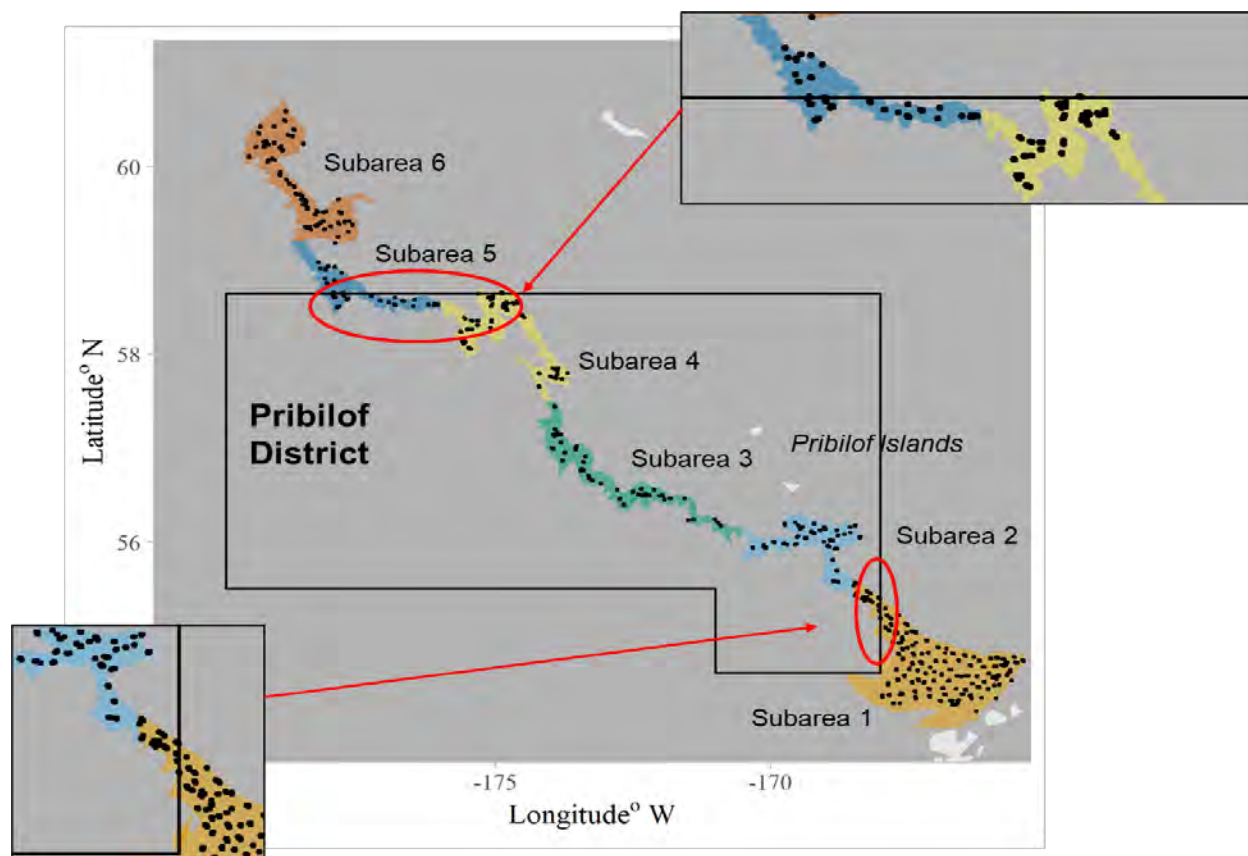 Subarea 6
60
Subarea 5
58
Subarea 4
Pribilof
District
Pribilof Islands
Subarea 3
56
Subarea 2
Subarea 1
-175
-170
Latitude° N
Longitude° W